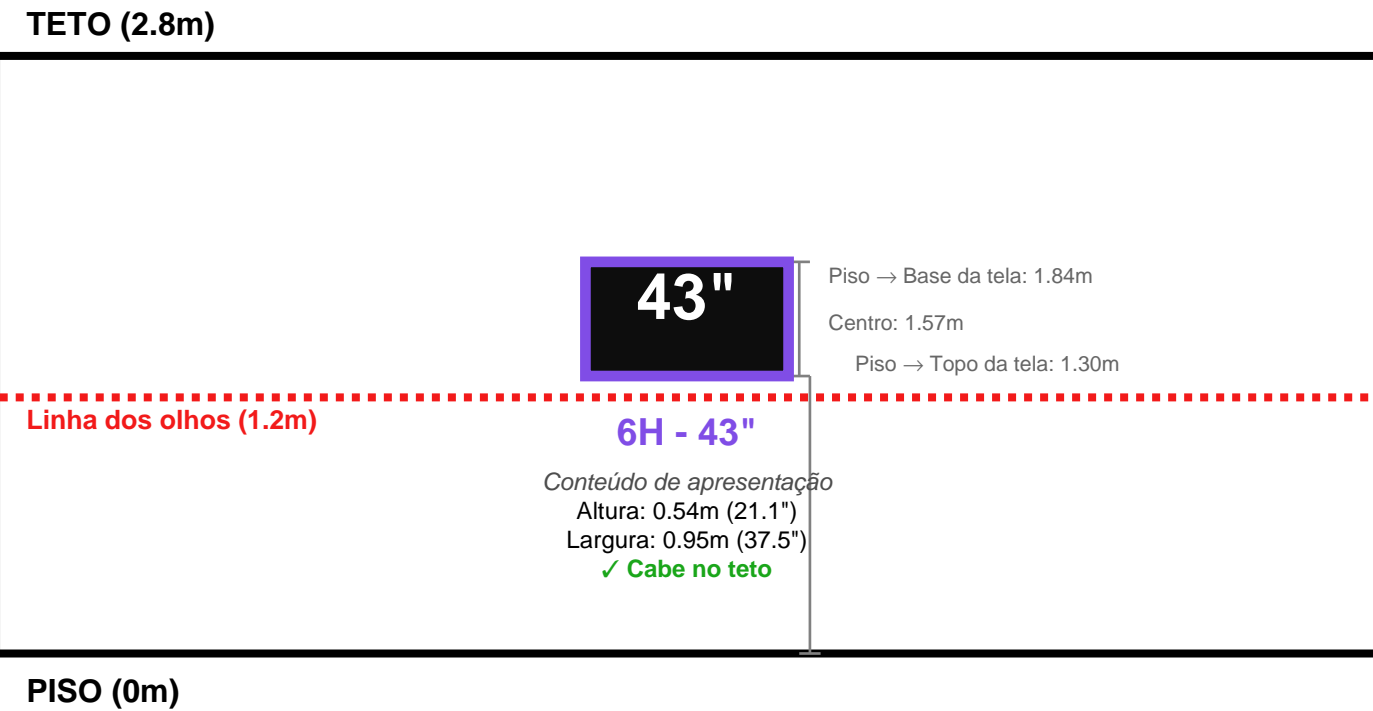 TETO (2.8m)
43"
Piso → Base da tela: 1.84m
Centro: 1.57m
Piso → Topo da tela: 1.30m
Linha dos olhos (1.2m)
6H - 43"
Conteúdo de apresentação
Altura: 0.54m (21.1")
Largura: 0.95m (37.5")
✓ Cabe no teto
PISO (0m)